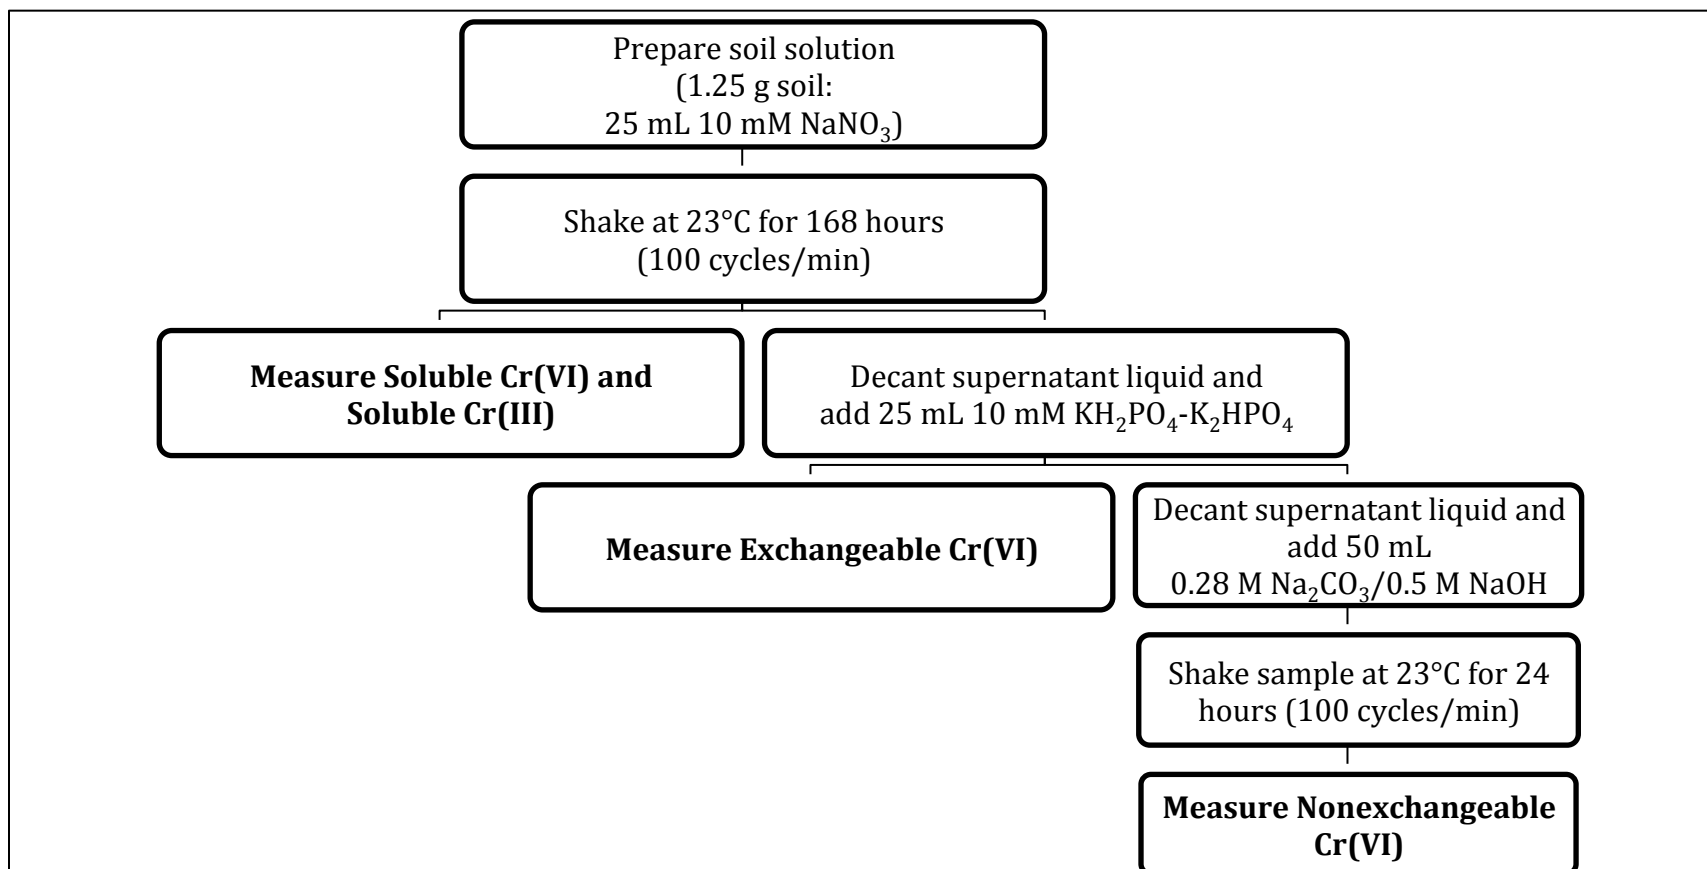 Prepare soil solution
(1.25 g soil:
25 mL 10 mM NaNO₃)
Shake at 23°C for 168 hours
(100 cycles/min)
Measure Soluble Cr(VI) and
Soluble Cr(III)
Decant supernatant liquid and
add 25 mL 10 mM KH₂PO₄-K₂HPO₄
Measure Exchangeable Cr(VI)
Decant supernatant liquid and
add 50 mL
0.28 M Na₂CO₃/0.5 M NaOH
Shake sample at 23°C for 24
hours (100 cycles/min)
Measure Nonexchangeable
Cr(VI)